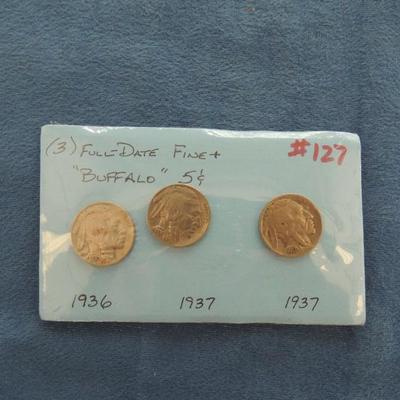 (3) FULL-DATE FINE+ #127
"BUFFALO" 5¢
1936 1937 1937